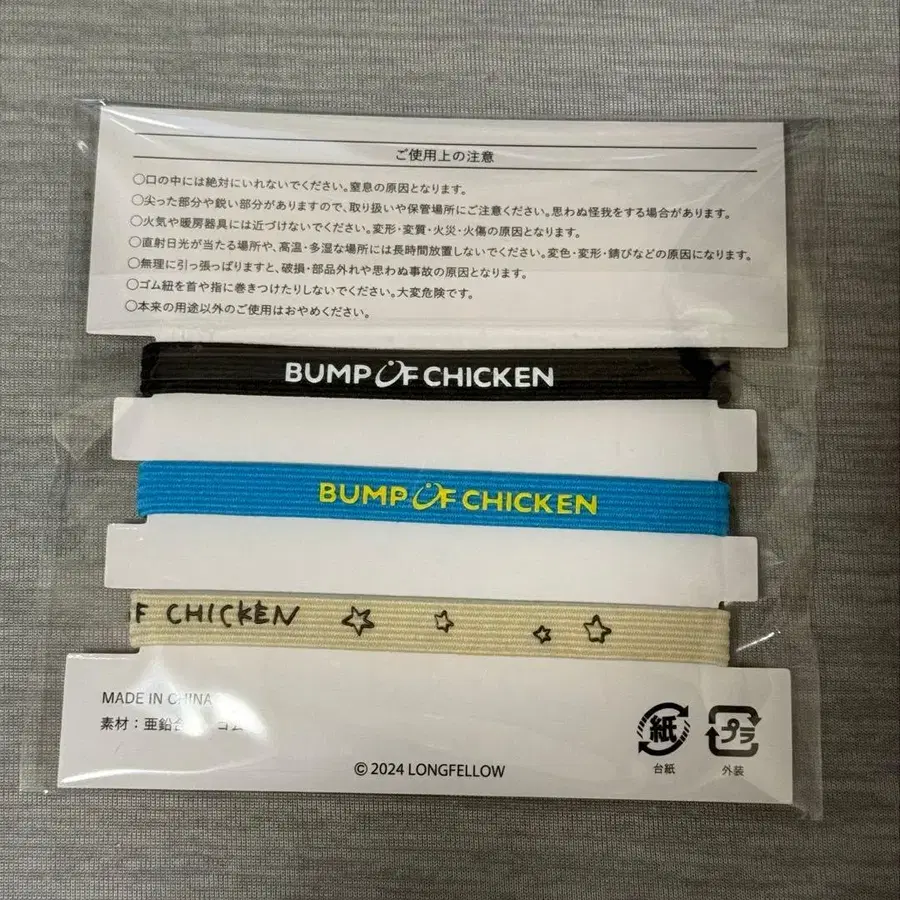 ご使用上の注意
○口の中には絶対にいれないでください。窒息の原因となります。
○尖った部分や鋭い部分がありますので、取り扱いや保管場所にご注意ください。思わぬ怪我をする場合があります。
○火気や暖房器具には近づけないでください。変形・変質・火災・火傷の原因となります。
○直射日光が当たる場所や、高温・多湿な場所には長時間放置しないでください。変色・変形・錆びなどの原因になります。
○無理に引っ張っぱりますと、破損・部品外れや思わぬ事故の原因となります。
○ゴム紐を首や指に巻きつけたりしないでください。大変危険です。
○本来の用途以外のご使用はおやめください。
BUMP OF CHICKEN
BUMP OF CHICKEN
F CHICKEN
MADE IN CHINA
素材：亜鉛合 ゴム
紙 プラ
台紙 外装
© 2024 LONGFELLOW